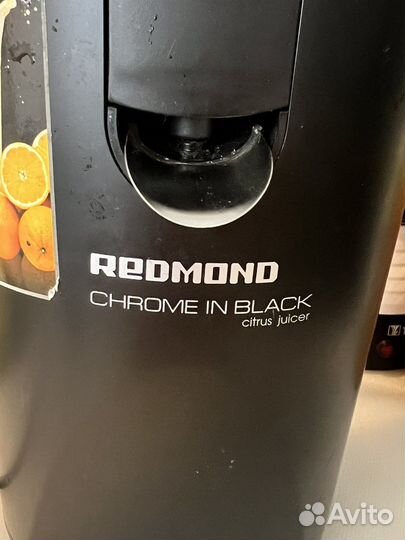 REDMOND
CHROME IN BLACK
citrus juicer
Avito